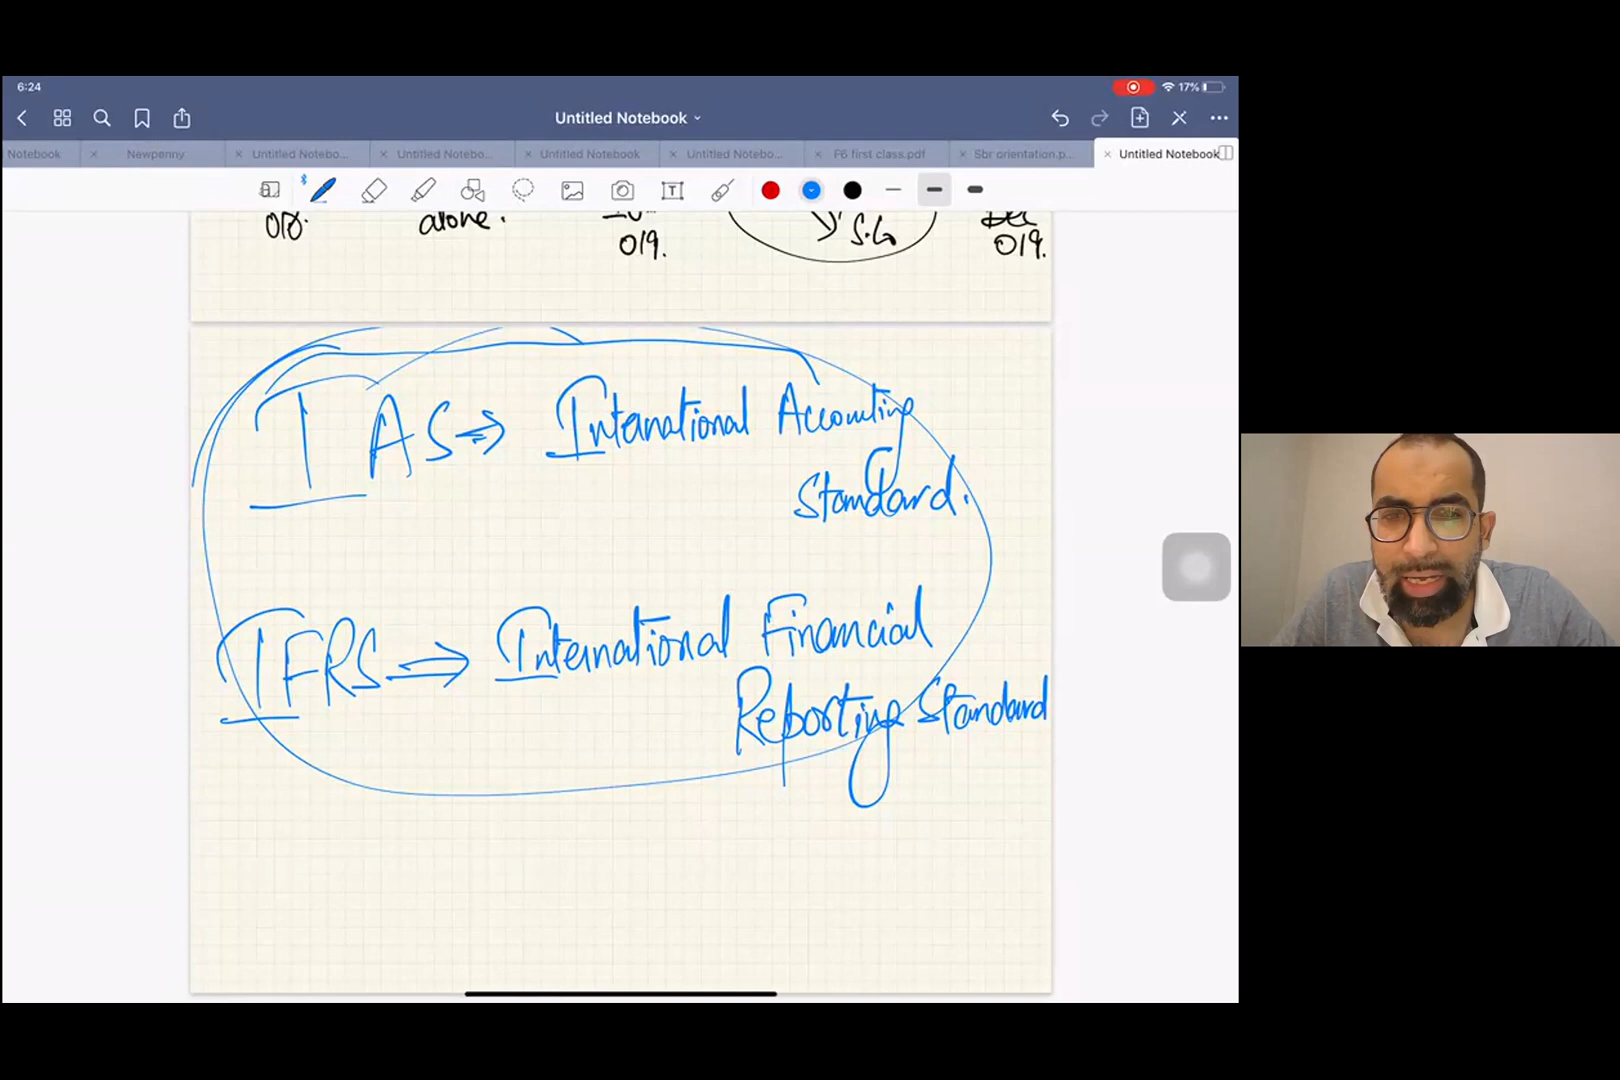 6:24
17%
Untitled Notebook
Notebook
Newpenny
Untitled Notebo...
Untitled Notebo...
Untitled Notebook
Untitled Notebo...
F6 first class.pdf
Sbr orientation.p...
Untitled Notebook
018. alone. 019. S.G 019.
IAS ⇒ International Accounting
Standard.
IFRS ⇒ International Financial
Reporting Standard